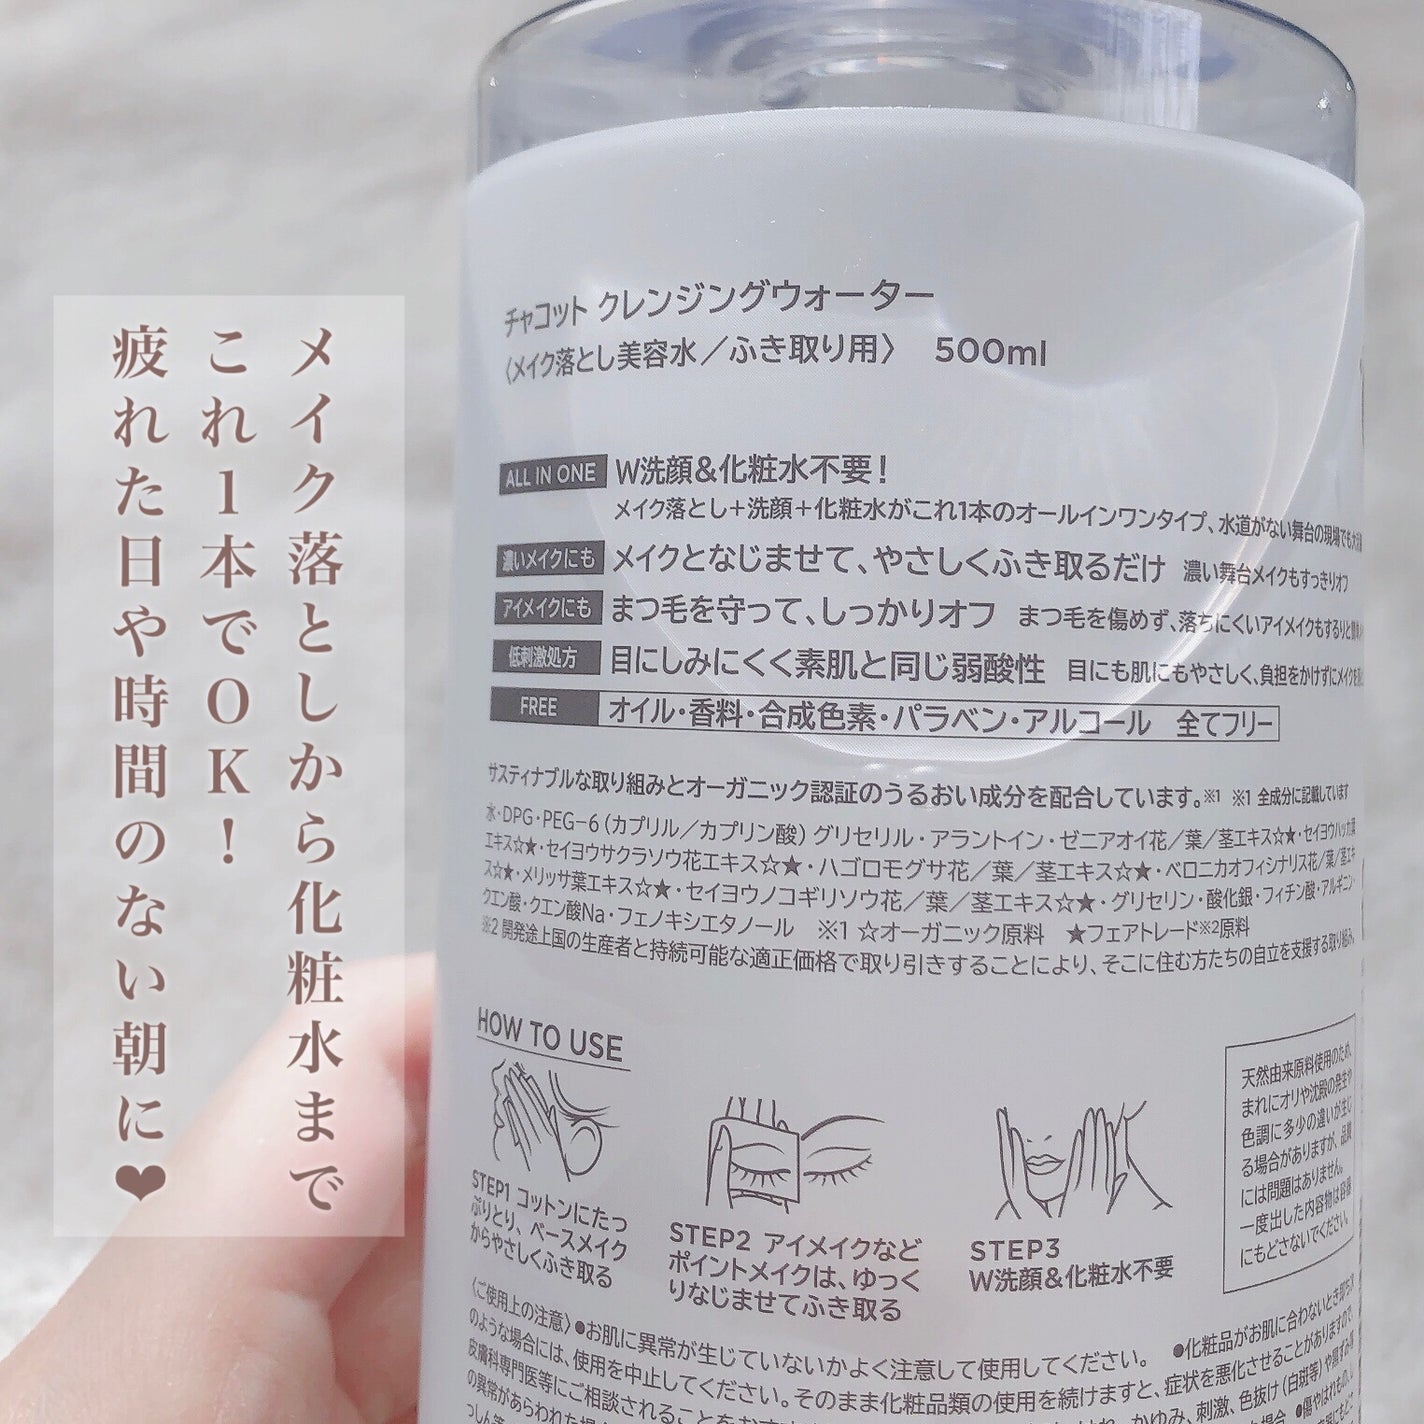 メイク落としから化粧水まで
これ1本でOK!
疲れた日や時間のない朝に❤
チャコット クレンジングウォーター
〈メイク落とし美容水／ふき取り用〉 500ml
ALL IN ONE W洗顔&化粧水不要!
メイク落とし＋洗顔＋化粧水がこれ1本のオールインワンタイプ、水道がない舞台の現場でも
濃いメイクにも メイクとなじませて、やさしくふき取るだけ 濃い舞台メイクもすっきりオフ
アイメイクにも まつ毛を守って、しっかりオフ まつ毛を傷めず、落ちにくいアイメイクもするりと
低刺激処方 目にしみにくく素肌と同じ弱酸性 目にも肌にもやさしく、負担をかけずにメイクを
FREE オイル・香料・合成色素・パラベン・アルコール 全てフリー
サスティナブルな取り組みとオーガニック認証のうるおい成分を配合しています。※1 ※1 全成分に記載しています
水・DPG・PEG−6（カプリル／カプリン酸）グリセリル・アラントイン・ゼニアオイ花／葉／茎エキス☆★・セイヨウハッカ葉
エキス☆★・セイヨウサクラソウ花エキス☆★・ハゴロモグサ花／葉／茎エキス☆★・ベロニカオフィシナリス花／葉／茎エキ
ス☆★・メリッサ葉エキス☆★・セイヨウノコギリソウ花／葉／茎エキス☆★・グリセリン・酸化銀・フィチン酸・アルギニン・
クエン酸・クエン酸Na・フェノキシエタノール ※1 ☆オーガニック原料 ★フェアトレード※2原料
※2 開発途上国の生産者と持続可能な適正価格で取り引きすることにより、そこに住む方たちの自立を支援する取り組み。
HOW TO USE
STEP1 コットンにたっ
ぷりとり、ベースメイク
からやさしくふき取る
STEP2 アイメイクなど
ポイントメイクは、ゆっく
りなじませてふき取る
STEP3
W洗顔&化粧水不要
天然由来原料使用のため、
まれにオリや沈殿の発生や
色調に多少の違いが生じ
る場合がありますが、品質
には問題はありません。
一度出した内容物は容器
にもどさないでください。
〈ご使用上の注意〉●お肌に異常が生じていないかよく注意して使用してください。 ●化粧品がお肌に合わないとき即ち次
のような場合には、使用を中止してください。そのまま化粧品類の使用を続けますと、症状を悪化させることがありますので、
皮膚科専門医等にご相談されることを
かゆみ、刺激、色抜け（白斑等）や黒ずみ等
の異常があらわれた場合